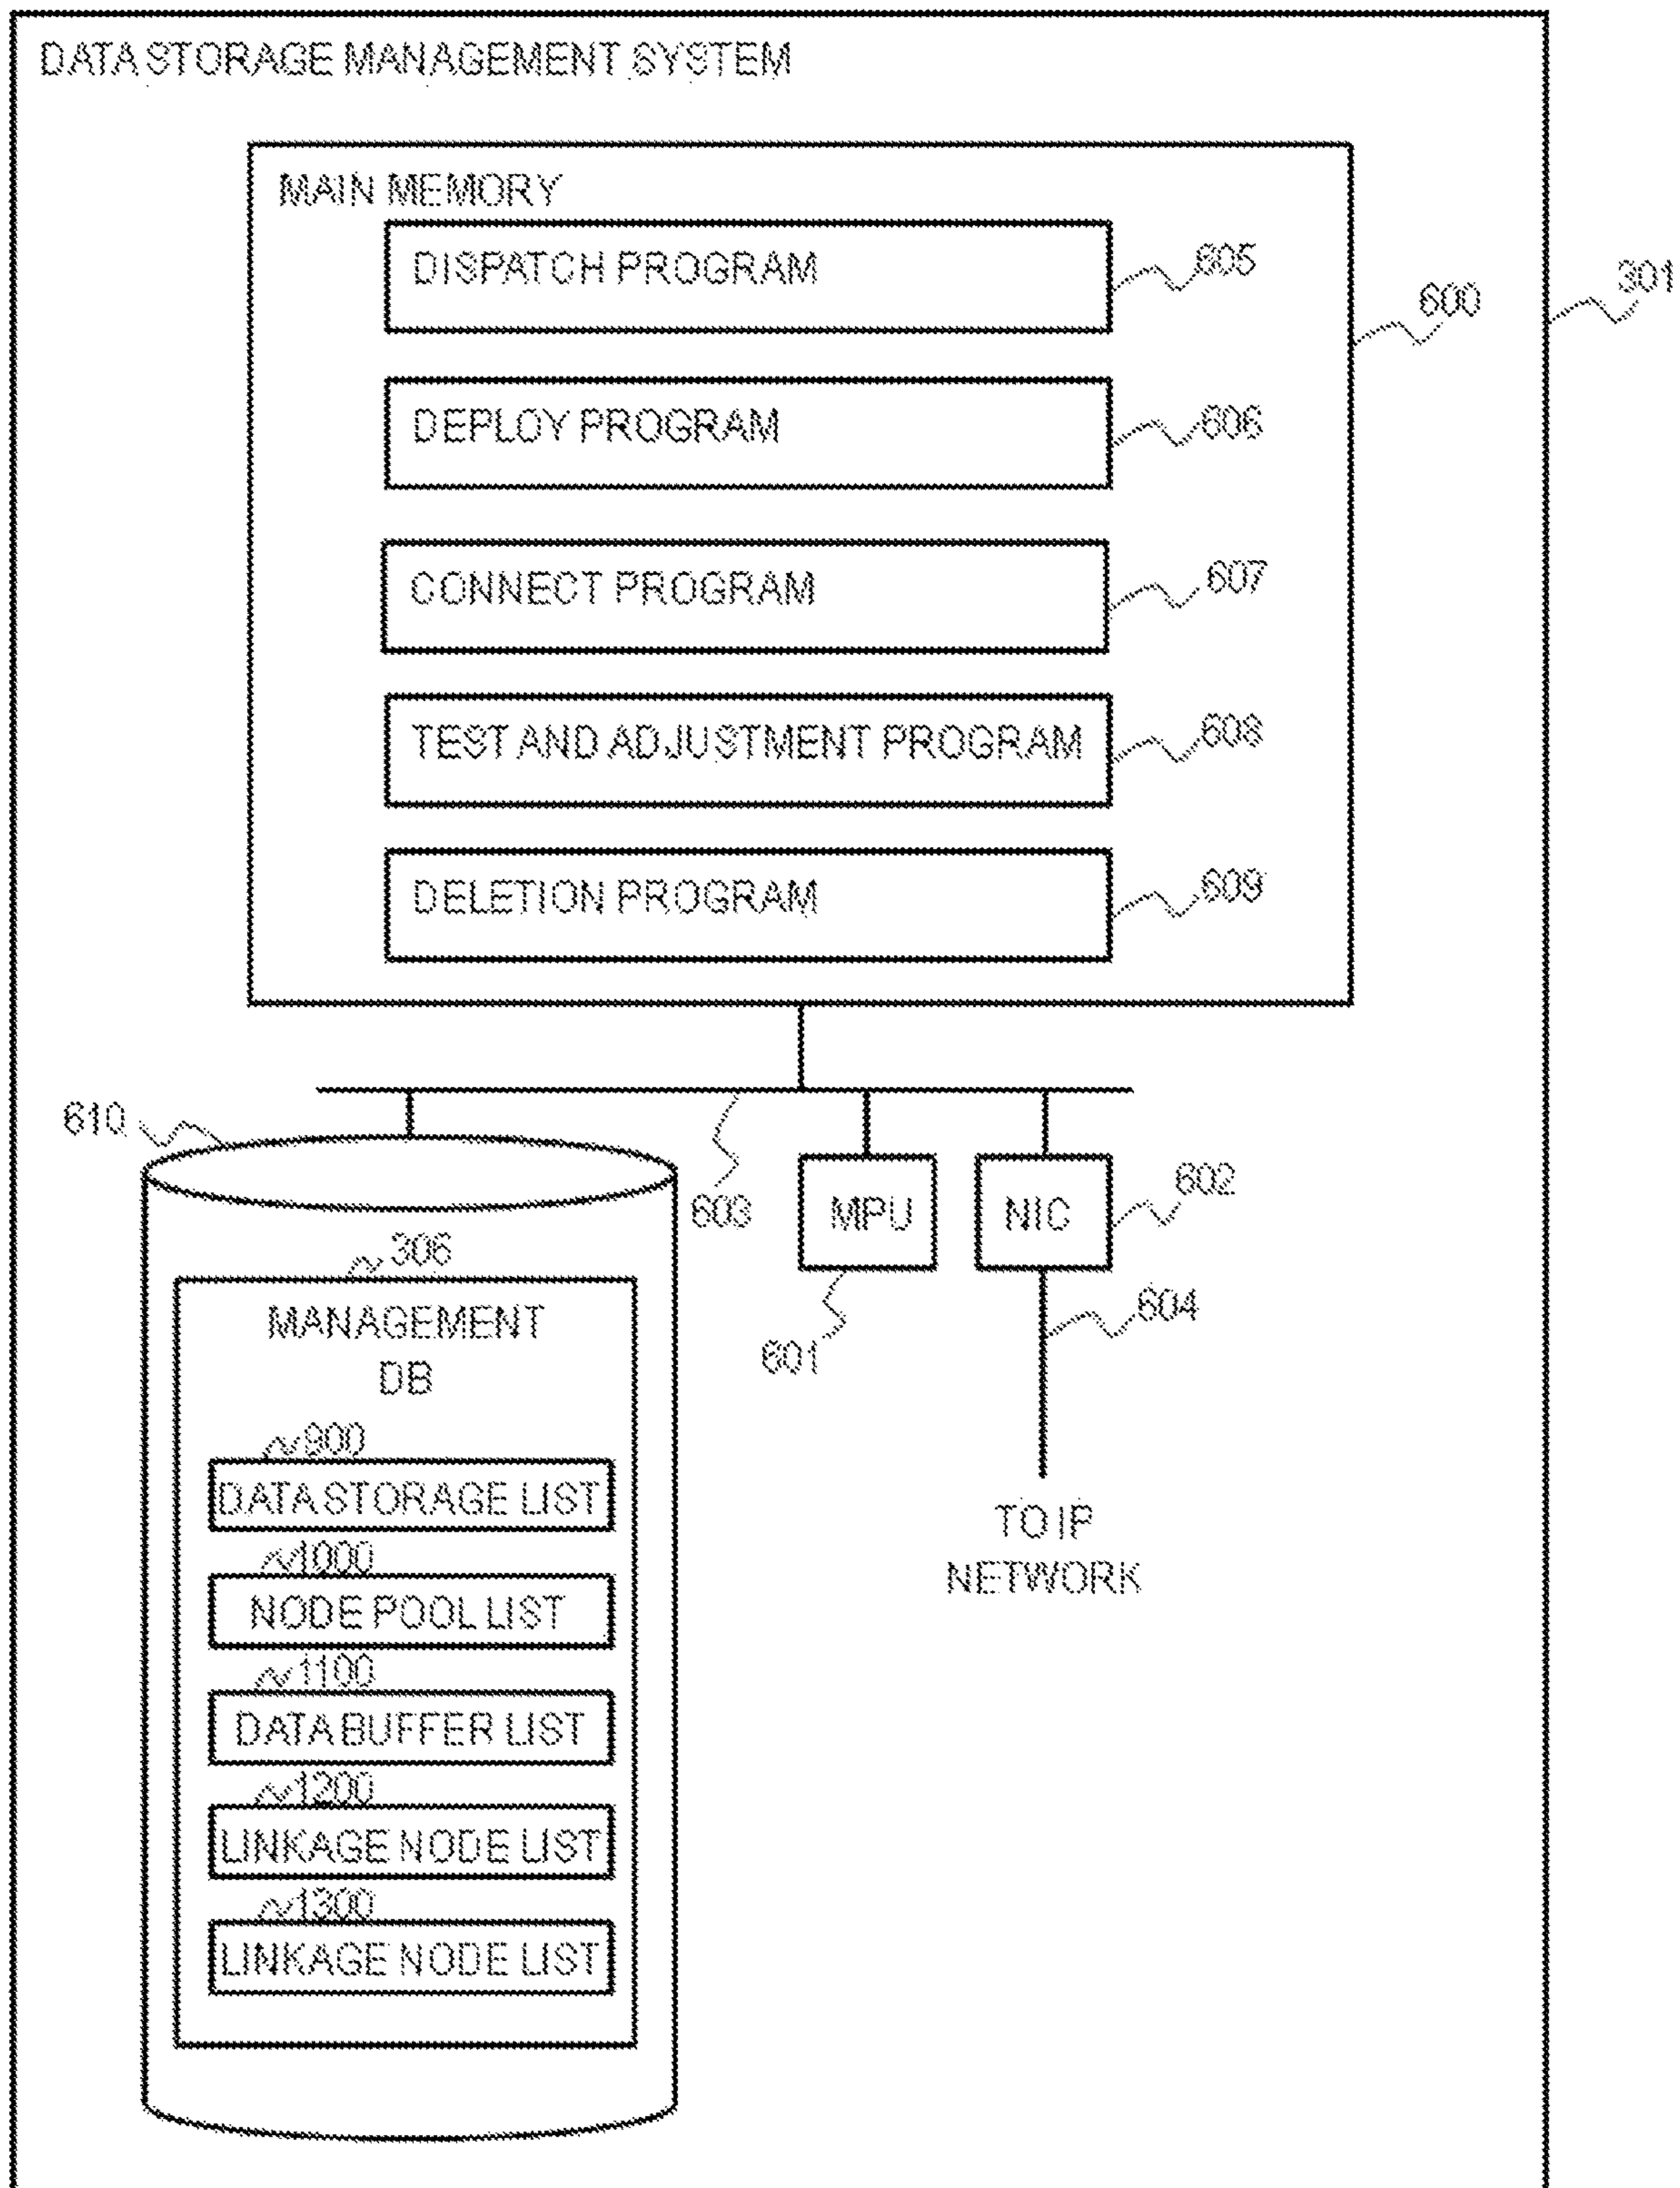 DATA STORAGE MANAGEMENT SYSTEM
MAIN MEMORY
DISPATCH PROGRAM
605
301
600
DEPLOY PROGRAM
606
CONNECT PROGRAM
607
TEST AND ADJUSTMENT PROGRAM
608
DELETION PROGRAM
609
610
603
MPU
NIC
602
306
MANAGEMENT
DB
601
604
900
DATA STORAGE LIST
1000
NODE POOL LIST
TO IP
NETWORK
1100
DATA BUFFER LIST
1200
LINKAGE NODE LIST
1300
LINKAGE NODE LIST